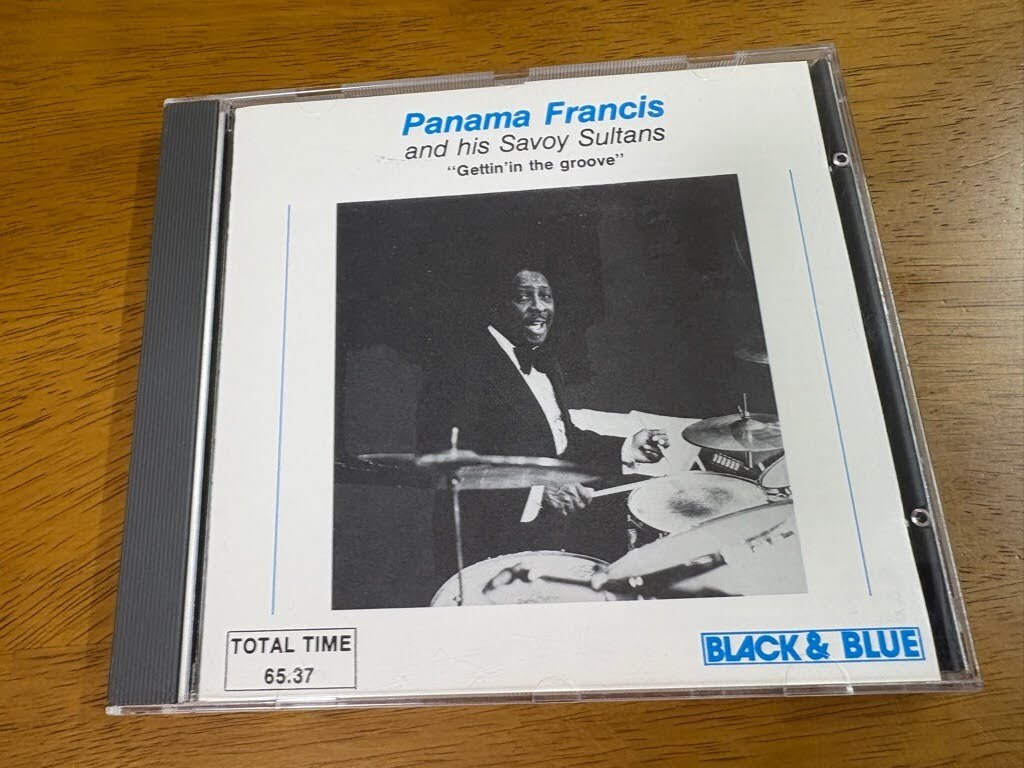 Panama Francis
and his Savoy Sultans
“Gettin’in the groove”
TOTAL TIME
65.37
BLACK & BLUE